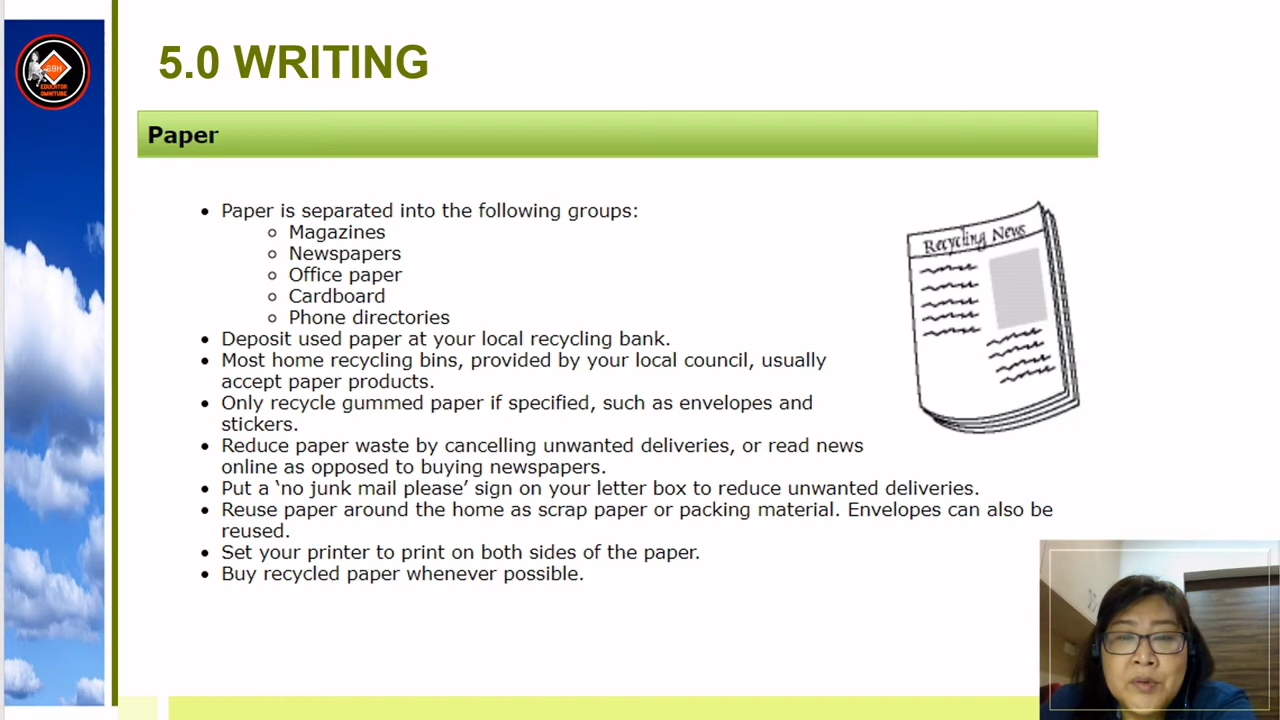 5.0 WRITING
Paper
• Paper is separated into the following groups:
○ Magazines
○ Newspapers
○ Office paper
○ Cardboard
○ Phone directories
• Deposit used paper at your local recycling bank.
• Most home recycling bins, provided by your local council, usually
accept paper products.
• Only recycle gummed paper if specified, such as envelopes and
stickers.
• Reduce paper waste by cancelling unwanted deliveries, or read news
online as opposed to buying newspapers.
• Put a ‘no junk mail please’ sign on your letter box to reduce unwanted deliveries.
• Reuse paper around the home as scrap paper or packing material. Envelopes can also be
reused.
• Set your printer to print on both sides of the paper.
• Buy recycled paper whenever possible.
Recycling News
EDUCATOR